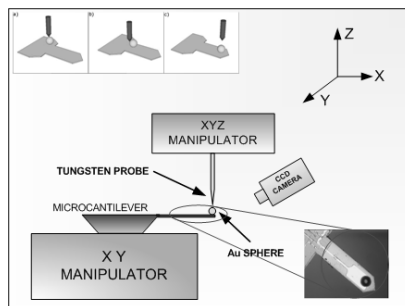 a)
b)
c)
Z
X
Y
XYZ
MANIPULATOR
TUNGSTEN PROBE
CCD
CAMERA
MICROCANTILEVER
Au SPHERE
X Y
MANIPULATOR